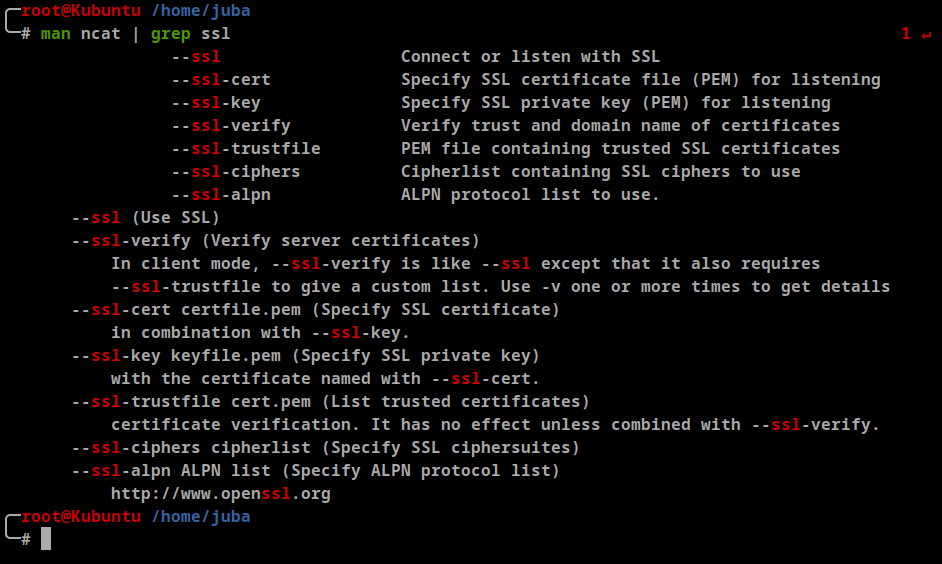 root@Kubuntu /home/juba
# man ncat | grep ssl 1 ↵
--ssl Connect or listen with SSL
--ssl-cert Specify SSL certificate file (PEM) for listening
--ssl-key Specify SSL private key (PEM) for listening
--ssl-verify Verify trust and domain name of certificates
--ssl-trustfile PEM file containing trusted SSL certificates
--ssl-ciphers Cipherlist containing SSL ciphers to use
--ssl-alpn ALPN protocol list to use.
--ssl (Use SSL)
--ssl-verify (Verify server certificates)
In client mode, --ssl-verify is like --ssl except that it also requires
--ssl-trustfile to give a custom list. Use -v one or more times to get details
--ssl-cert certfile.pem (Specify SSL certificate)
in combination with --ssl-key.
--ssl-key keyfile.pem (Specify SSL private key)
with the certificate named with --ssl-cert.
--ssl-trustfile cert.pem (List trusted certificates)
certificate verification. It has no effect unless combined with --ssl-verify.
--ssl-ciphers cipherlist (Specify SSL ciphersuites)
--ssl-alpn ALPN list (Specify ALPN protocol list)
http://www.openssl.org
root@Kubuntu /home/juba
#